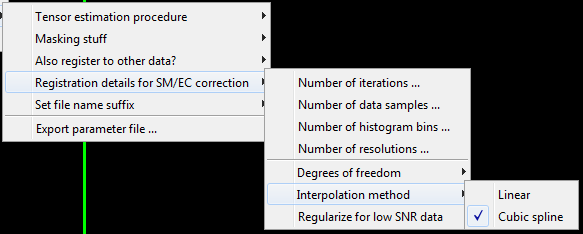 Tensor estimation procedure
Masking stuff
Also register to other data?
Registration details for SM/EC correction
Set file name suffix
Export parameter file ...
Number of iterations ...
Number of data samples ...
Number of histogram bins ...
Number of resolutions ...
Degrees of freedom
Interpolation method
Regularize for low SNR data
Linear
Cubic spline